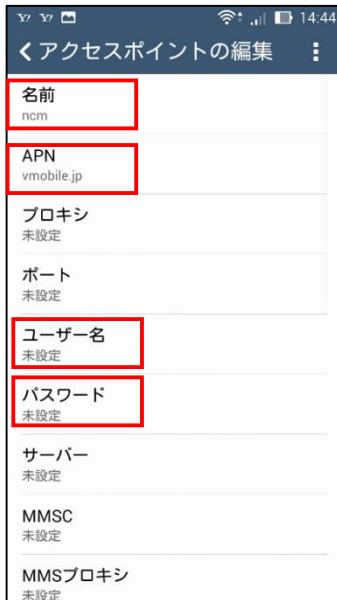 Y! Y! 14:44
アクセスポイントの編集
名前
ncm
APN
vmobile.jp
プロキシ
未設定
ポート
未設定
ユーザー名
未設定
パスワード
未設定
サーバー
未設定
MMSC
未設定
MMSプロキシ
未設定